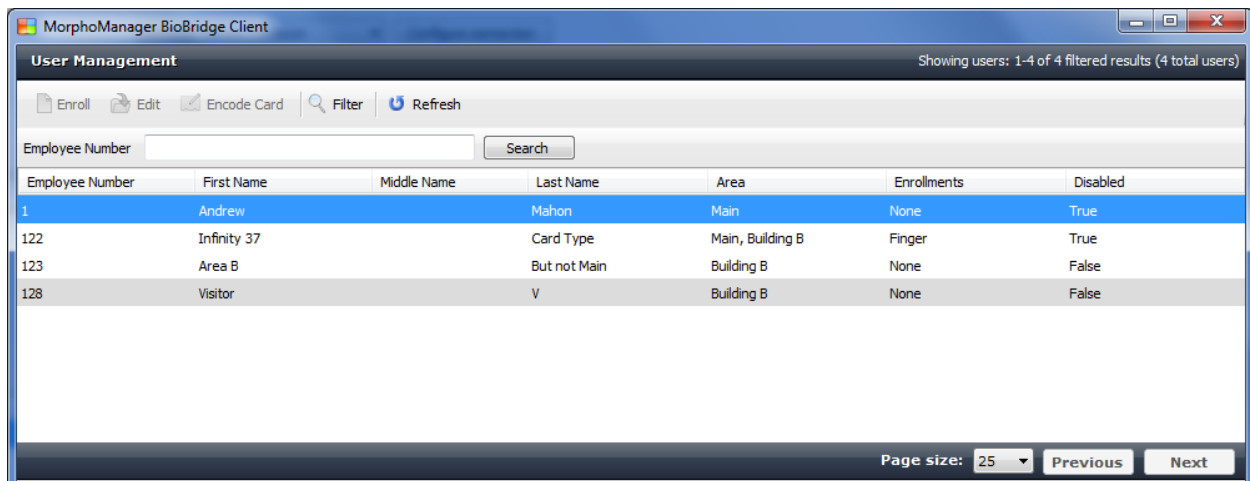 MorphoManager BioBridge Client
User Management Showing users: 1-4 of 4 filtered results (4 total users)
Enroll Edit Encode Card Filter Refresh
Employee Number Search
Employee Number First Name Middle Name Last Name Area Enrollments Disabled
1 Andrew Mahon Main None True
122 Infinity 37 Card Type Main, Building B Finger True
123 Area B But not Main Building B None False
128 Visitor V Building B None False
Page size: 25 Previous Next